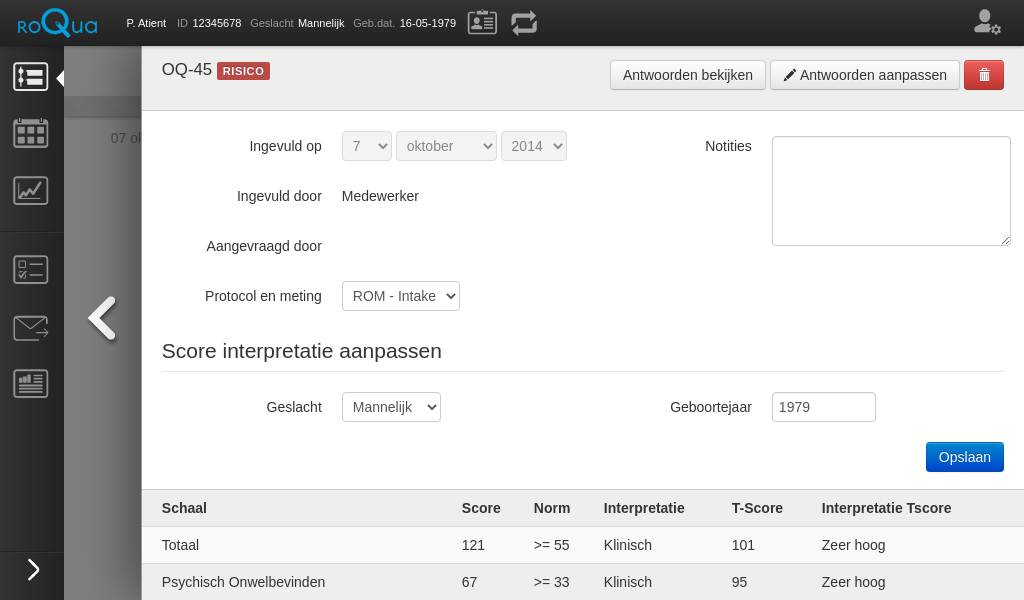 roQua P. Atient ID 12345678 Geslacht Mannelijk Geb.dat. 16-05-1979
OQ-45 RISICO Antwoorden bekijken Antwoorden aanpassen
07 ok
Ingevuld op 7 oktober 2014 Notities
Ingevuld door Medewerker
Aangevraagd door
Protocol en meting ROM - Intake
Score interpretatie aanpassen
Geslacht Mannelijk Geboortejaar 1979
Opslaan
Schaal Score Norm Interpretatie T-Score Interpretatie Tscore
Totaal 121 >= 55 Klinisch 101 Zeer hoog
Psychisch Onwelbevinden 67 >= 33 Klinisch 95 Zeer hoog